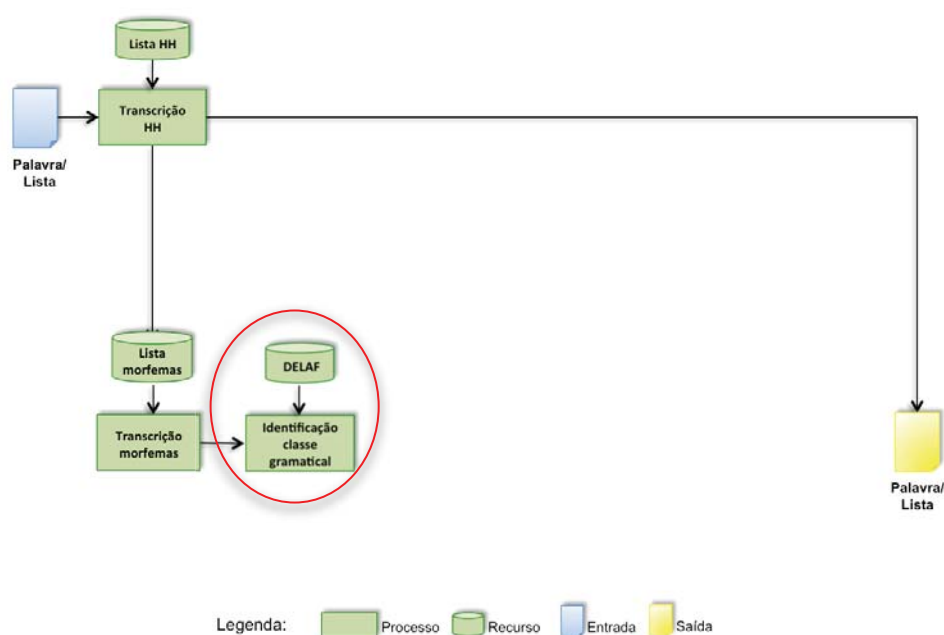 Lista HH
Transcrição
HH
Palavra/
Lista
Lista
morfemas
DELAF
Transcrição
morfemas
Identificação
classe
gramatical
Palavra/
Lista
Legenda:
Processo
Recurso
Entrada
Saída